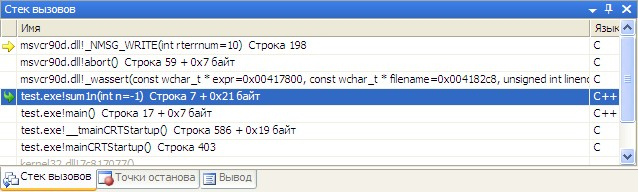 Стек вызовов
Имя Язык
msvcr90d.dll!_NMSG_WRITE(int rterrnum=10) Строка 198 C
msvcr90d.dll!abort() Строка 59 + 0x7 байт C
msvcr90d.dll!_wassert(const wchar_t * expr=0x00417800, const wchar_t * filename=0x004182c8, unsigned int lineno C
test.exe!sum1n(int n=-1) Строка 7 + 0x21 байт C++
test.exe!main() Строка 17 + 0x7 байт C++
test.exe!__tmainCRTStartup() Строка 586 + 0x19 байт C
test.exe!mainCRTStartup() Строка 403 C
kernel32.dll!7c817077()
Стек вызовов Точки останова Вывод